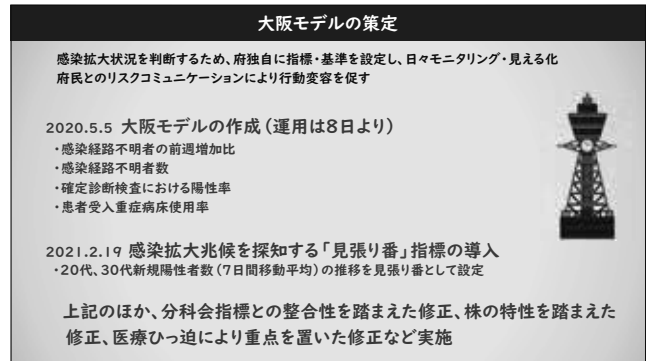 大阪モデルの策定
感染拡大状況を判断するため、府独自に指標・基準を設定し、日々モニタリング・見える化
府民とのリスクコミュニケーションにより行動変容を促す
2020.5.5 大阪モデルの作成(運用は8日より)
・感染経路不明者の前週増加比
・感染経路不明者数
・確定診断検査における陽性率
・患者受入重症病床使用率
2021.2.19 感染拡大兆候を探知する「見張り番」指標の導入
・20代、30代新規陽性者数(7日間移動平均)の推移を見張り番として設定
上記のほか、分科会指標との整合性を踏まえた修正、株の特性を踏まえた
修正、医療ひっ迫により重点を置いた修正など実施